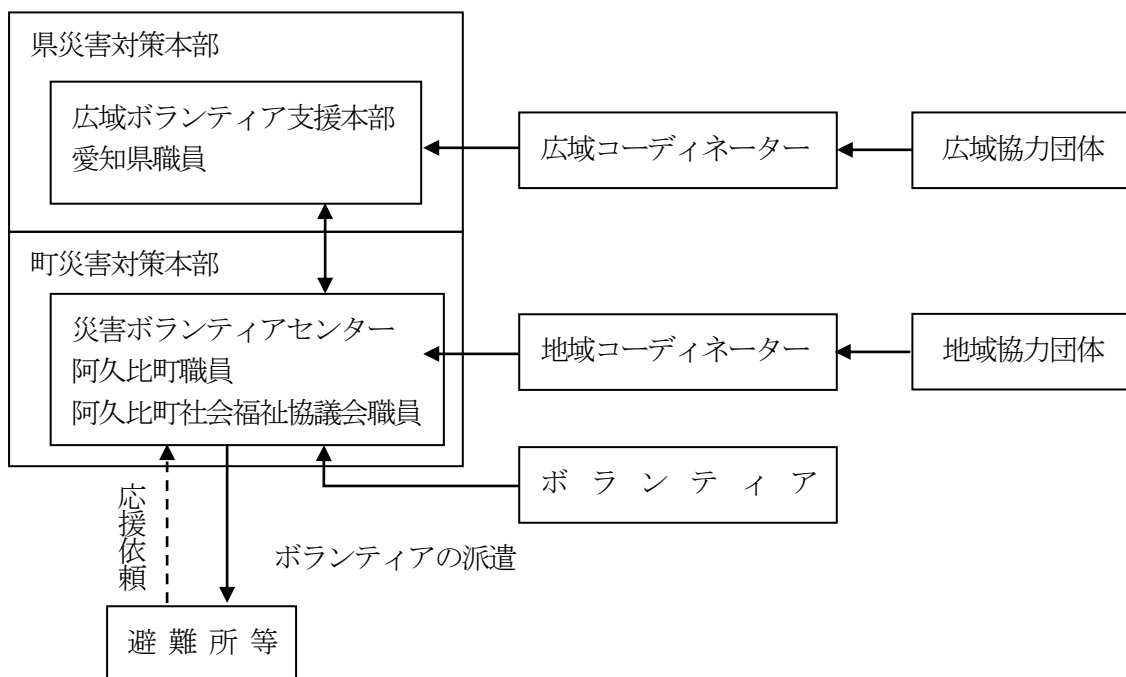 県災害対策本部
広域ボランティア支援本部
愛知県職員
広域コーディネーター
広域協力団体
町災害対策本部
災害ボランティアセンター
阿久比町職員
阿久比町社会福祉協議会職員
地域コーディネーター
地域協力団体
ボランティア
応援依頼
ボランティアの派遣
避難所等